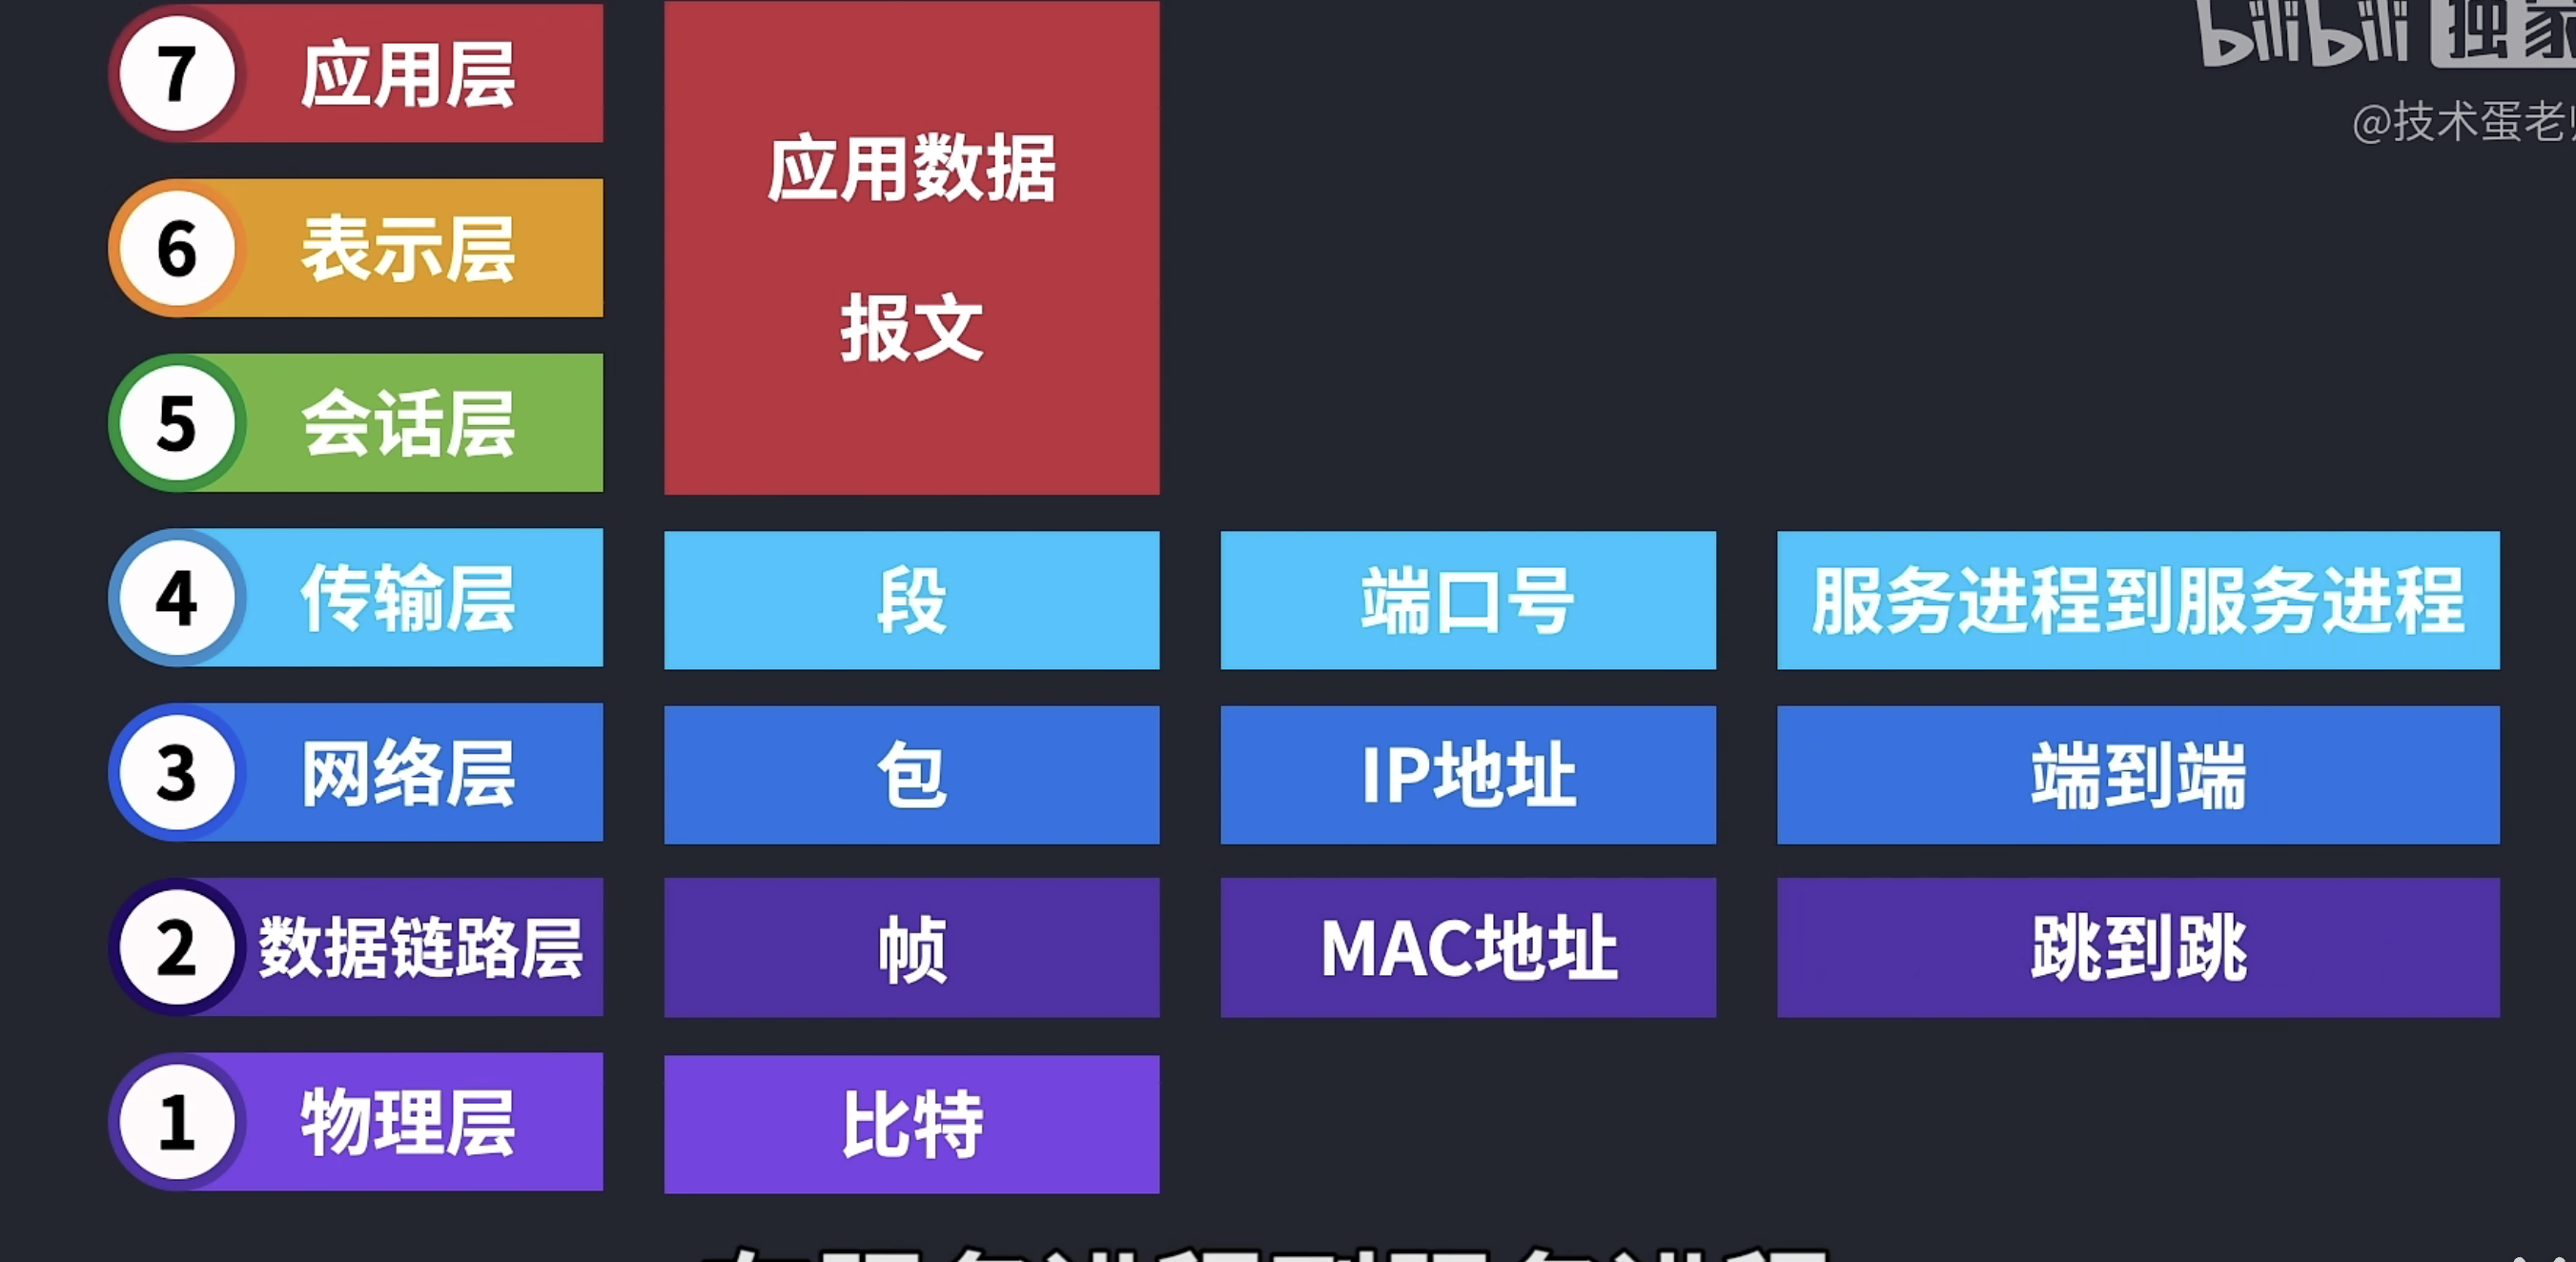 bilibili 独家
@技术蛋老师
7 应用层
应用数据
报文
6 表示层
5 会话层
4 传输层 段 端口号 服务进程到服务进程
3 网络层 包 IP地址 端到端
2 数据链路层 帧 MAC地址 跳到跳
1 物理层 比特